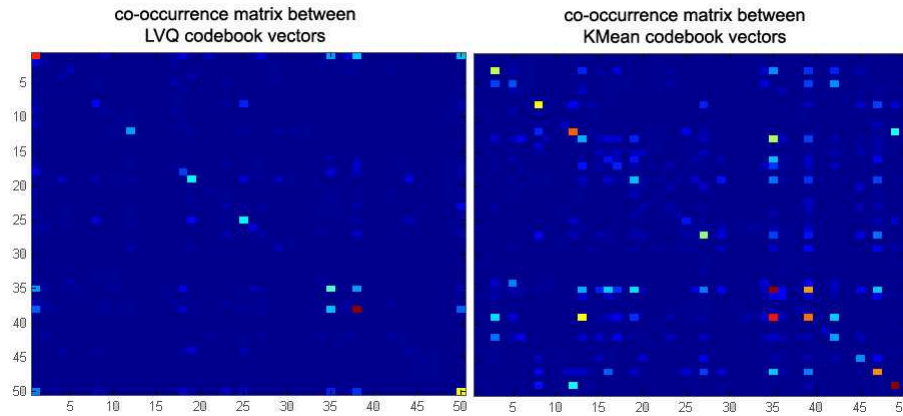 co-occurrence matrix between
LVQ codebook vectors
co-occurrence matrix between
KMean codebook vectors
5
10
15
20
25
30
35
40
45
50
5 10 15 20 25 30 35 40 45 50
5 10 15 20 25 30 35 40 45 5